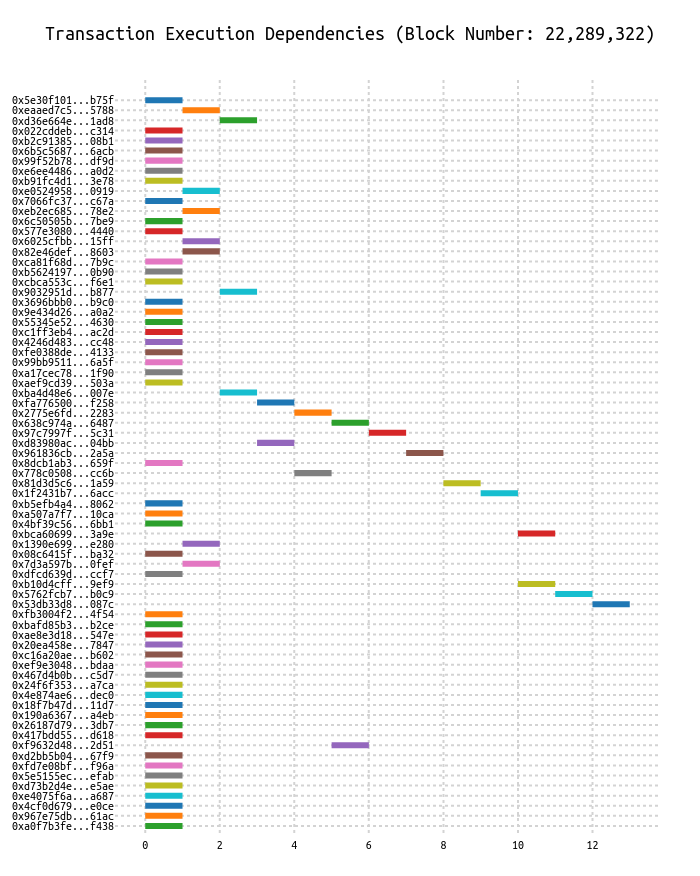 Transaction Execution Dependencies (Block Number: 22,289,322)
0x5e30f101...b75f
0xeaaed7c5...5788
0xd36e664e...1ad8
0x022cddeb...c314
0xb2c91385...08b1
0x6b5c5687...6acb
0x99f52b78...df9d
0xe6ee4486...a0d2
0xb91fc4d1...3e78
0xe0524958...0919
0x7066fc37...c67a
0xeb2ec685...78e2
0x6c50505b...7be9
0x577e3080...4440
0x6025cfbb...15ff
0x82e46def...8603
0xca81f68d...7b9c
0xb5624197...0b90
0xcbca553c...f6e1
0x9032951d...b877
0x3696bbb0...b9c0
0x9e434d26...a0a2
0x55345e52...4630
0xc1ff3eb4...ac2d
0x4246d483...cc48
0xfe0388de...4133
0x99bb9511...6a5f
0xa17cec78...1f90
0xaef9cd39...503a
0xba4d48e6...007e
0xfa776500...f258
0x2775e6fd...2283
0x638c974a...6487
0x97c7997f...5c31
0xd83980ac...04bb
0x961836cb...2a5a
0x8dcb1ab3...659f
0x778c0508...cc6b
0x81d3d5c6...1a59
0x1f2431b7...6acc
0xb5efb4a4...8062
0xa507a7f7...10ca
0x4bf39c56...6bb1
0xbca60699...3a9e
0x1390e699...e280
0x08c6415f...ba32
0x7d3a597b...0fef
0xdfcd639d...ccf7
0xb10d4cff...9ef9
0x5762fcb7...b0c9
0x53db33d8...087c
0xfb3004f2...4f54
0xbafd85b3...b2ce
0xae8e3d18...547e
0x20ea458e...7847
0xc16a20ae...b602
0xef9e3048...bdaa
0x467d4b0b...c5d7
0x24f6f353...a7ca
0x4e874ae6...dec0
0x18f7b47d...11d7
0x190a6367...a4eb
0x26187d79...3db7
0x417bdd55...d618
0xf9632d48...2d51
0xd2bb5b04...67f9
0xfd7e08bf...f96a
0x5e5155ec...efab
0xd73b2d4e...e5ae
0xe4075f6a...a687
0x4cf0d679...e0ce
0x967e75db...61ac
0xa0f7b3fe...f438
0 2 4 6 8 10 12